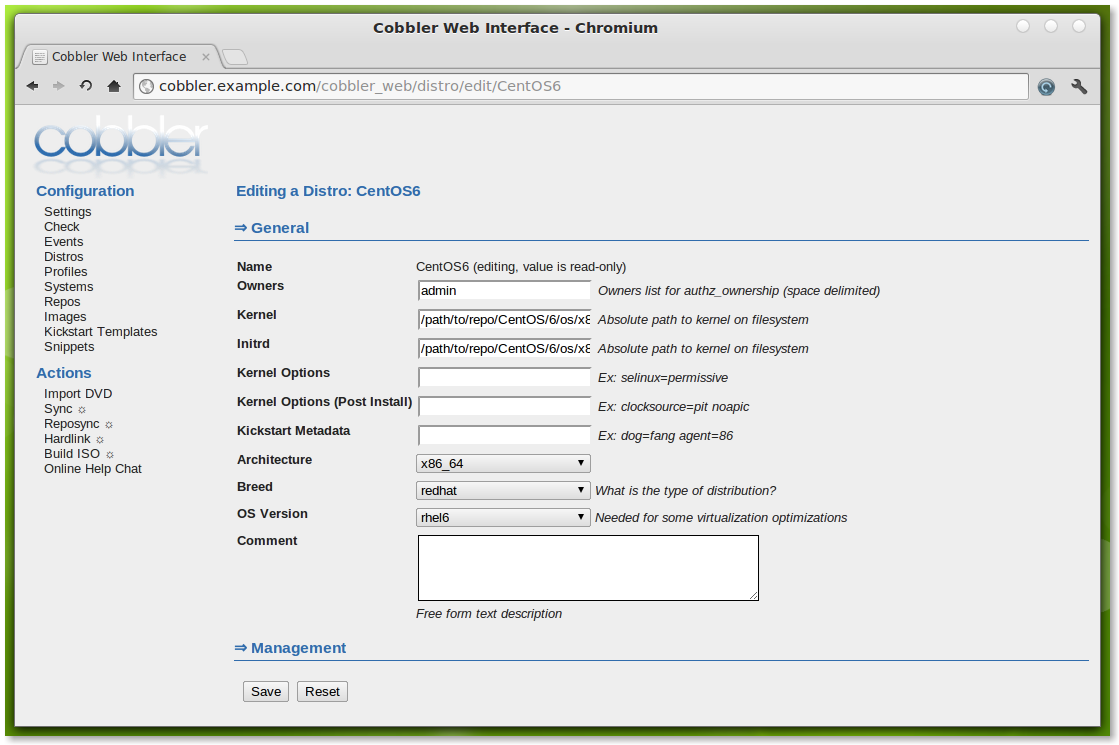 Cobbler Web Interface - Chromium
Cobbler Web Interface
cobbler.example.com/cobbler_web/distro/edit/CentOS6
cobbler
Configuration
Settings
Check
Events
Distros
Profiles
Systems
Repos
Images
Kickstart Templates
Snippets
Actions
Import DVD
Sync ☼
Reposync ☼
Hardlink ☼
Build ISO ☼
Online Help Chat
Editing a Distro: CentOS6
⇒ General
Name CentOS6 (editing, value is read-only)
Owners admin Owners list for authz_ownership (space delimited)
Kernel /path/to/repo/CentOS/6/os/x8 Absolute path to kernel on filesystem
Initrd /path/to/repo/CentOS/6/os/x8 Absolute path to kernel on filesystem
Kernel Options Ex: selinux=permissive
Kernel Options (Post Install) Ex: clocksource=pit noapic
Kickstart Metadata Ex: dog=fang agent=86
Architecture x86_64
Breed redhat What is the type of distribution?
OS Version rhel6 Needed for some virtualization optimizations
Comment
Free form text description
⇒ Management
Save Reset